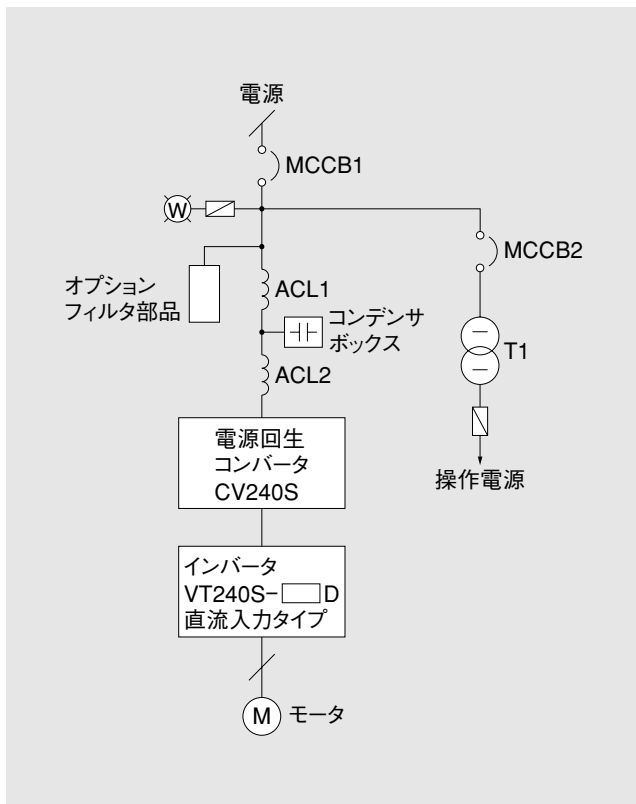 電源
MCCB1
W
MCCB2
オプション
フィルタ部品
ACL1
コンデンサ
ボックス
T1
ACL2
電源回生
コンバータ
CV240S
操作電源
インバータ
VT240S-□D
直流入力タイプ
M
モータ